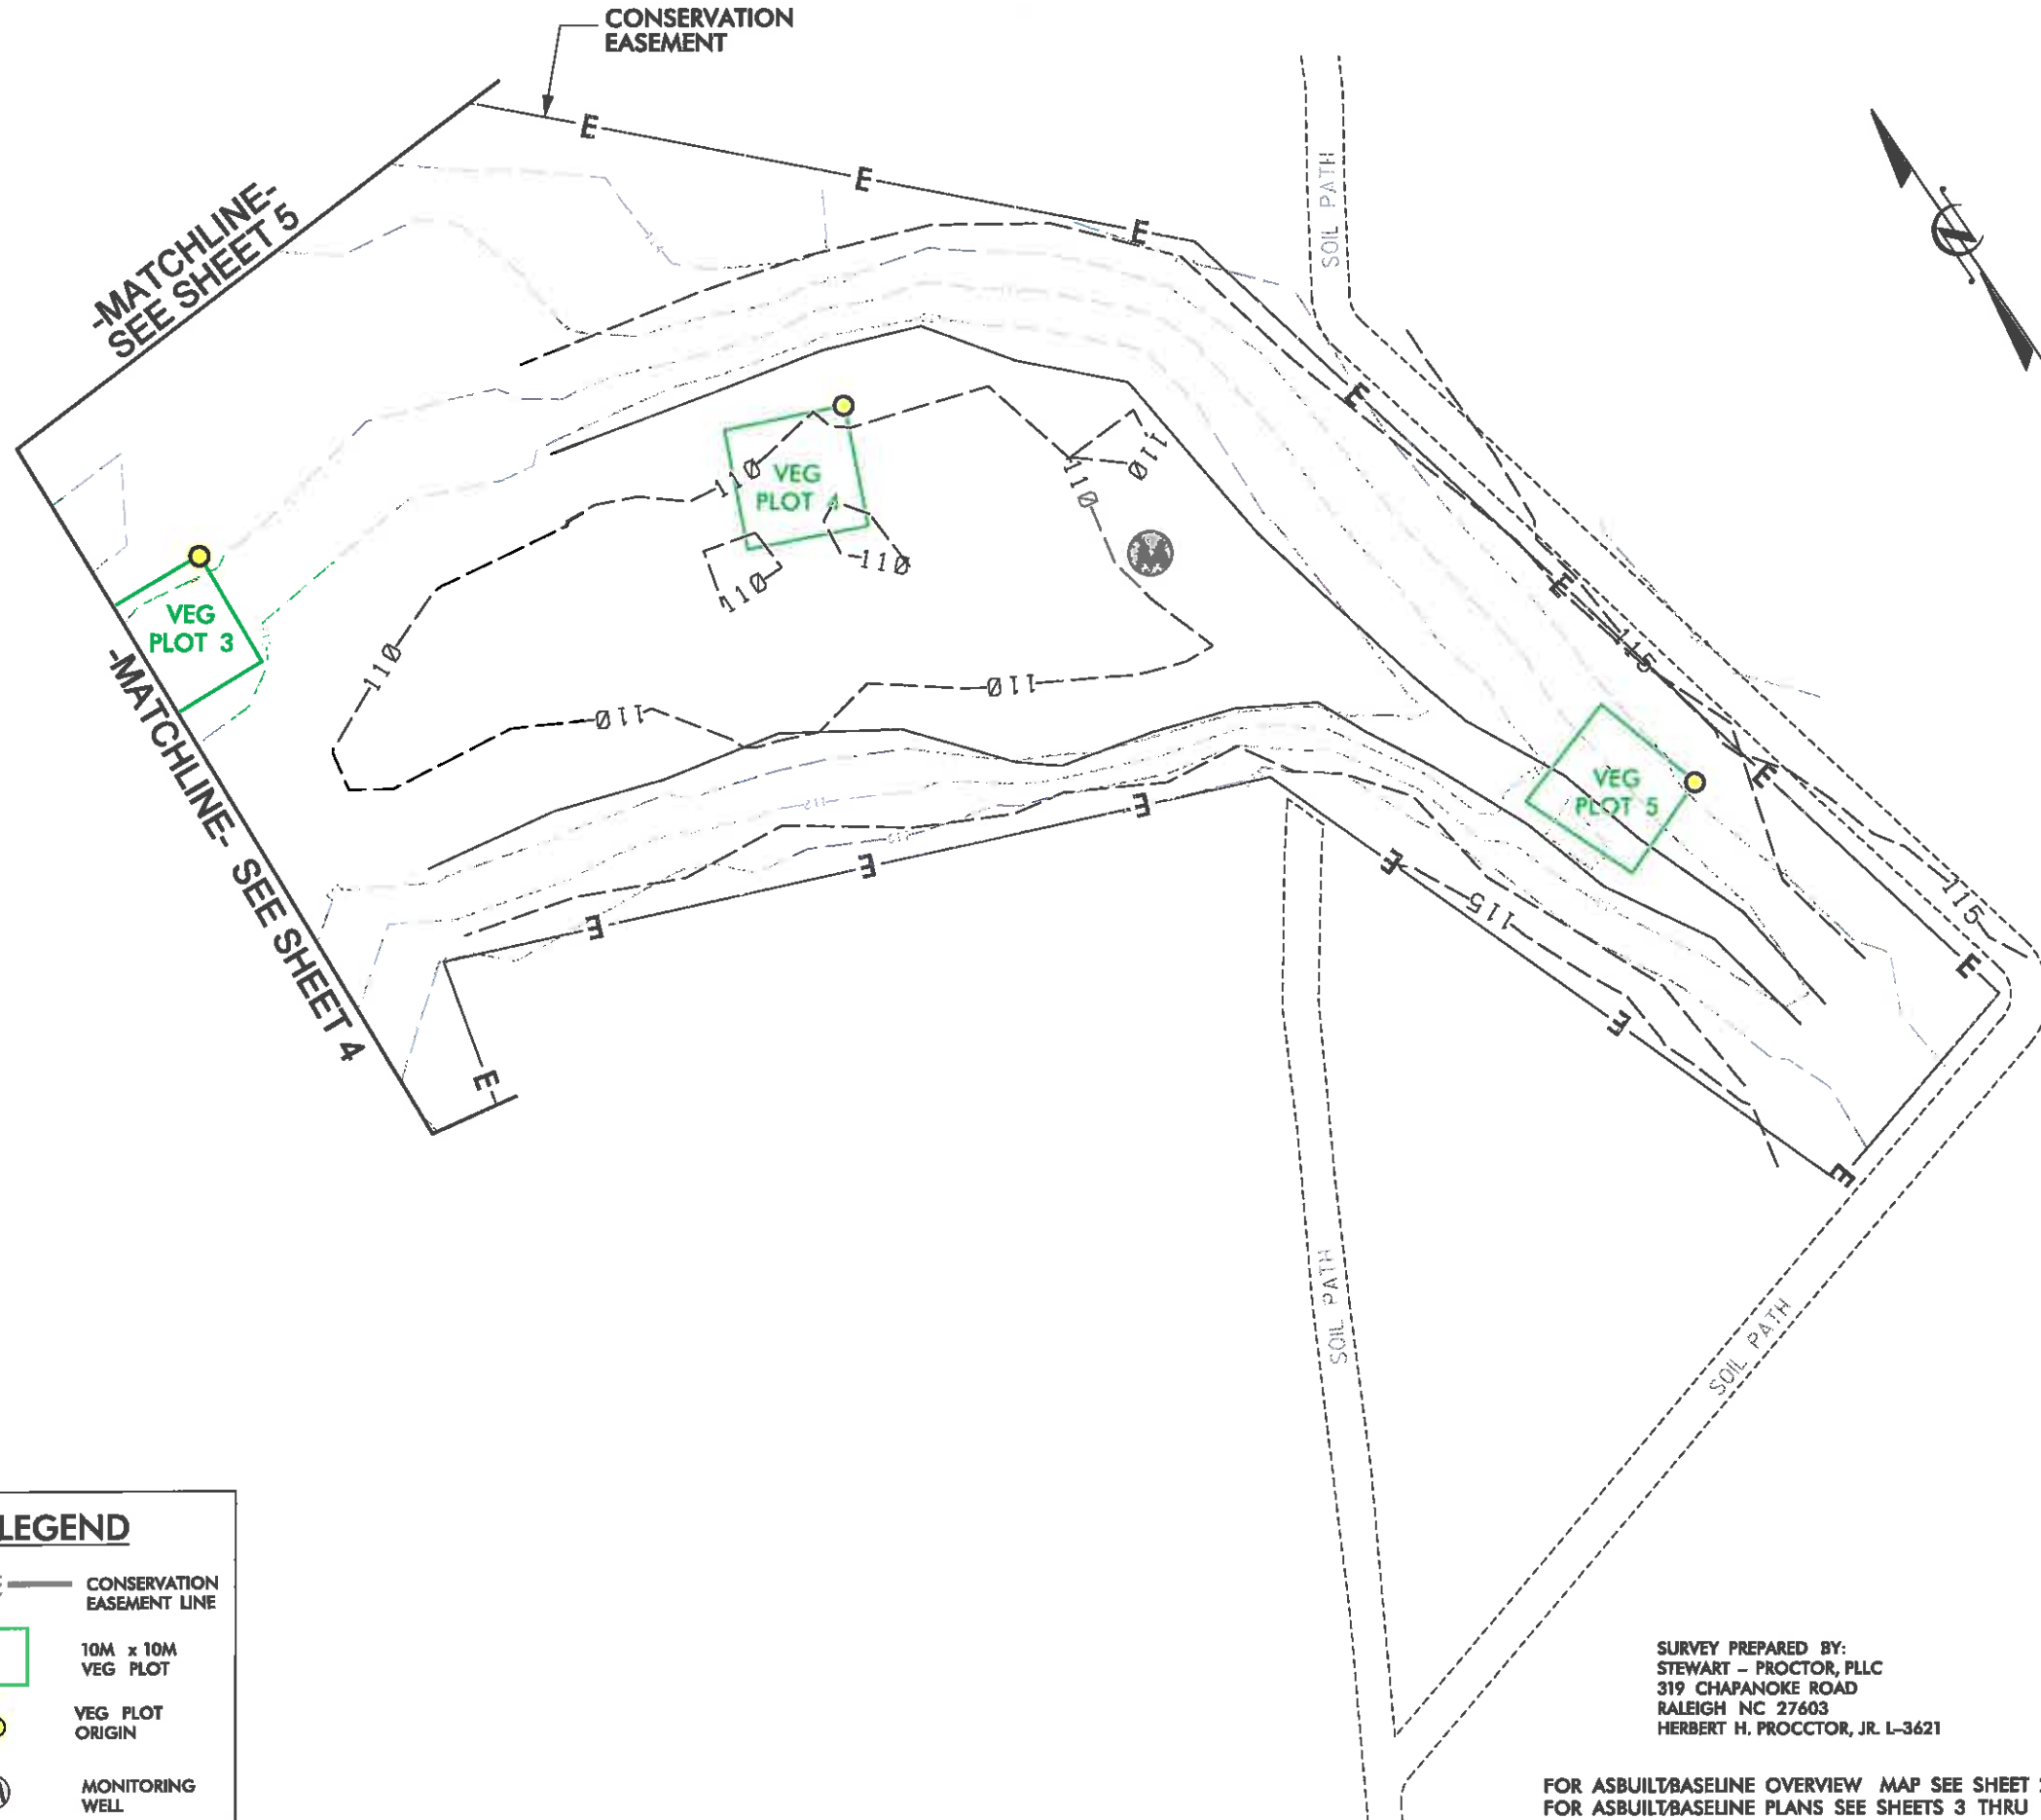 CONSERVATION
EASEMENT
E
E
E
SOIL PATH
N
-MATCHLINE-
SEE SHEET 5
E
110
110
110
VEG
PLOT 4
M
-110
110
E
VEG
PLOT 3
115
110
110
110
-MATCHLINE- SEE SHEET 4
VEG
PLOT 5
E
E
E
E
E
115
115
E
E
E
E
SOIL PATH
SOIL PATH
LEGEND
CONSERVATION
EASEMENT LINE
10M x 10M
VEG PLOT
VEG PLOT
ORIGIN
MONITORING
WELL
SURVEY PREPARED BY:
STEWART – PROCTOR, PLLC
319 CHAPANOKE ROAD
RALEIGH NC 27603
HERBERT H. PROCCTOR, JR. L-3621
FOR ASBUILT/BASELINE OVERVIEW MAP SEE SHEET
FOR ASBUILT/BASELINE PLANS SEE SHEETS 3 THRU